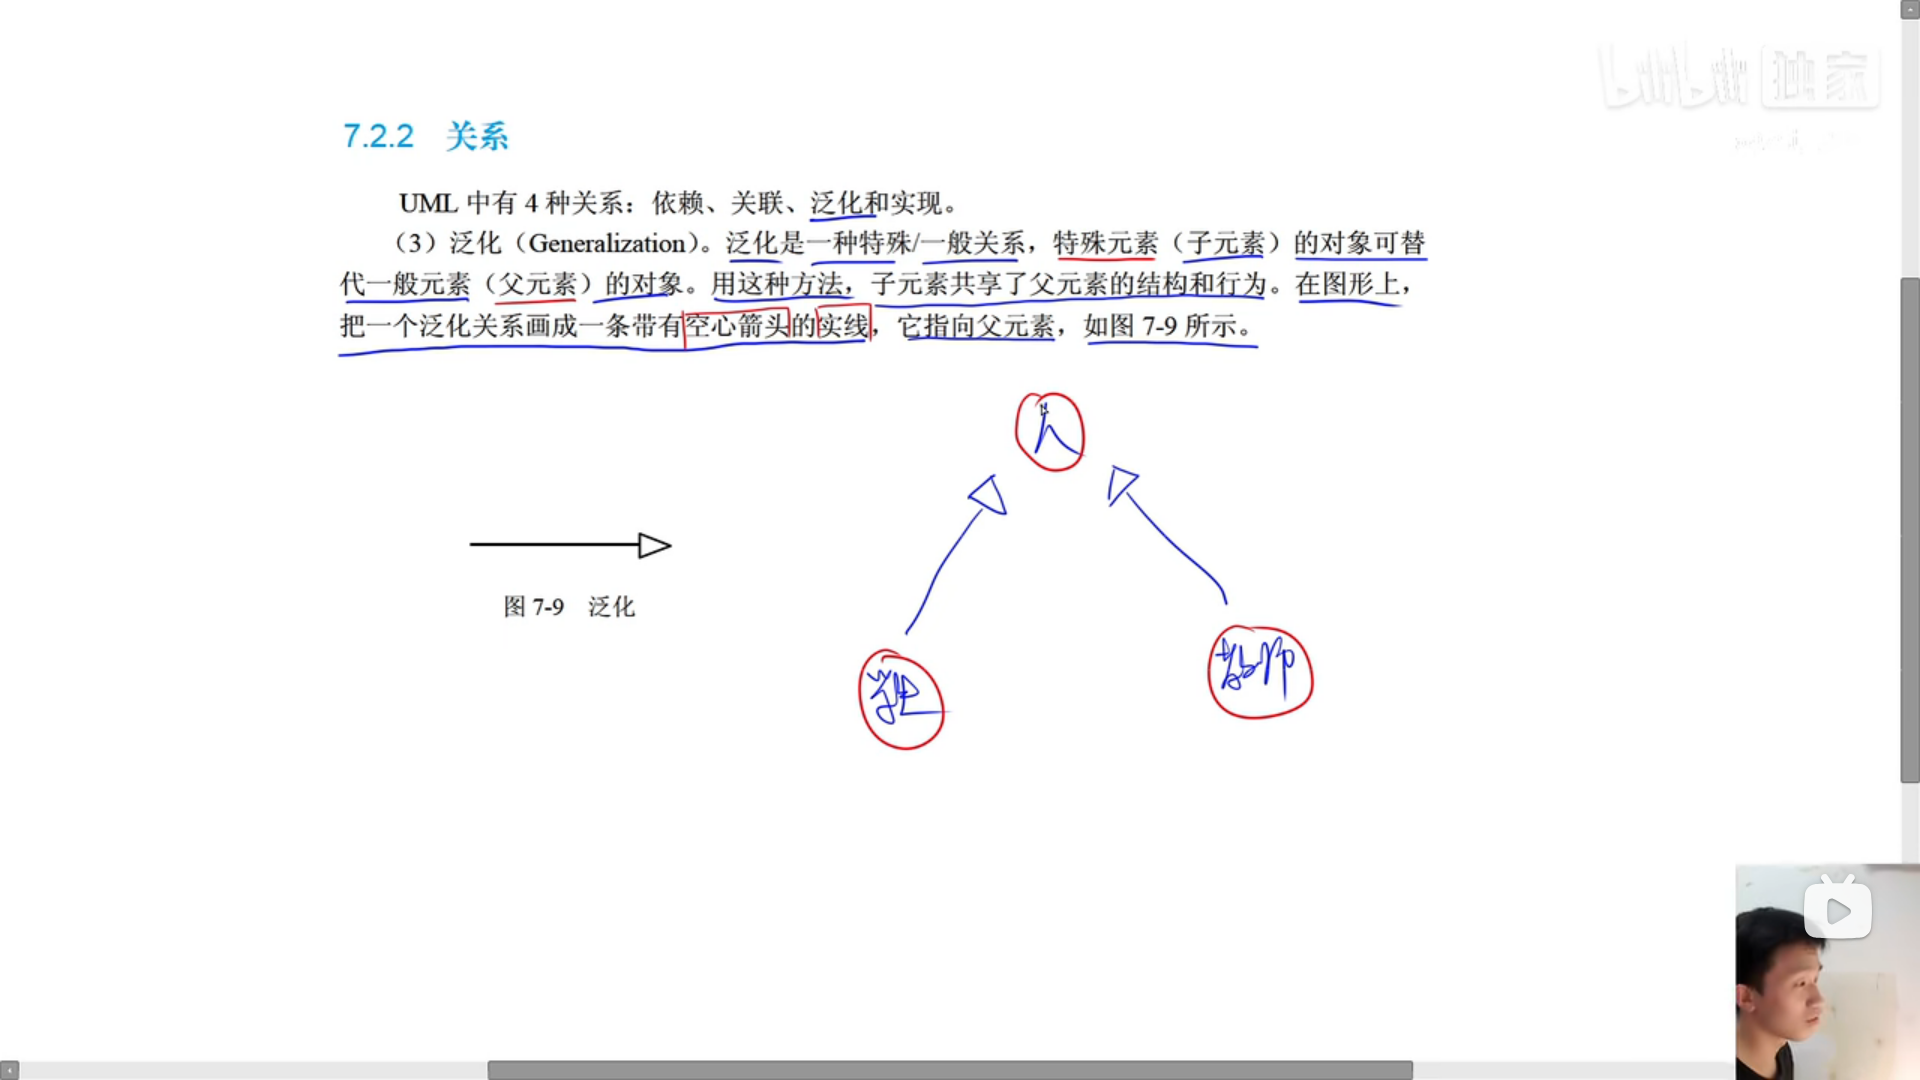 bilibili 独家
7.2.2 关系
UML 中有 4 种关系：依赖、关联、泛化和实现。
（3）泛化（Generalization）。泛化是一种特殊/一般关系，特殊元素（子元素）的对象可替
代一般元素（父元素）的对象。用这种方法，子元素共享了父元素的结构和行为。在图形上，
把一个泛化关系画成一条带有空心箭头的实线，它指向父元素，如图 7-9 所示。
人
图 7-9 泛化
学生
教师